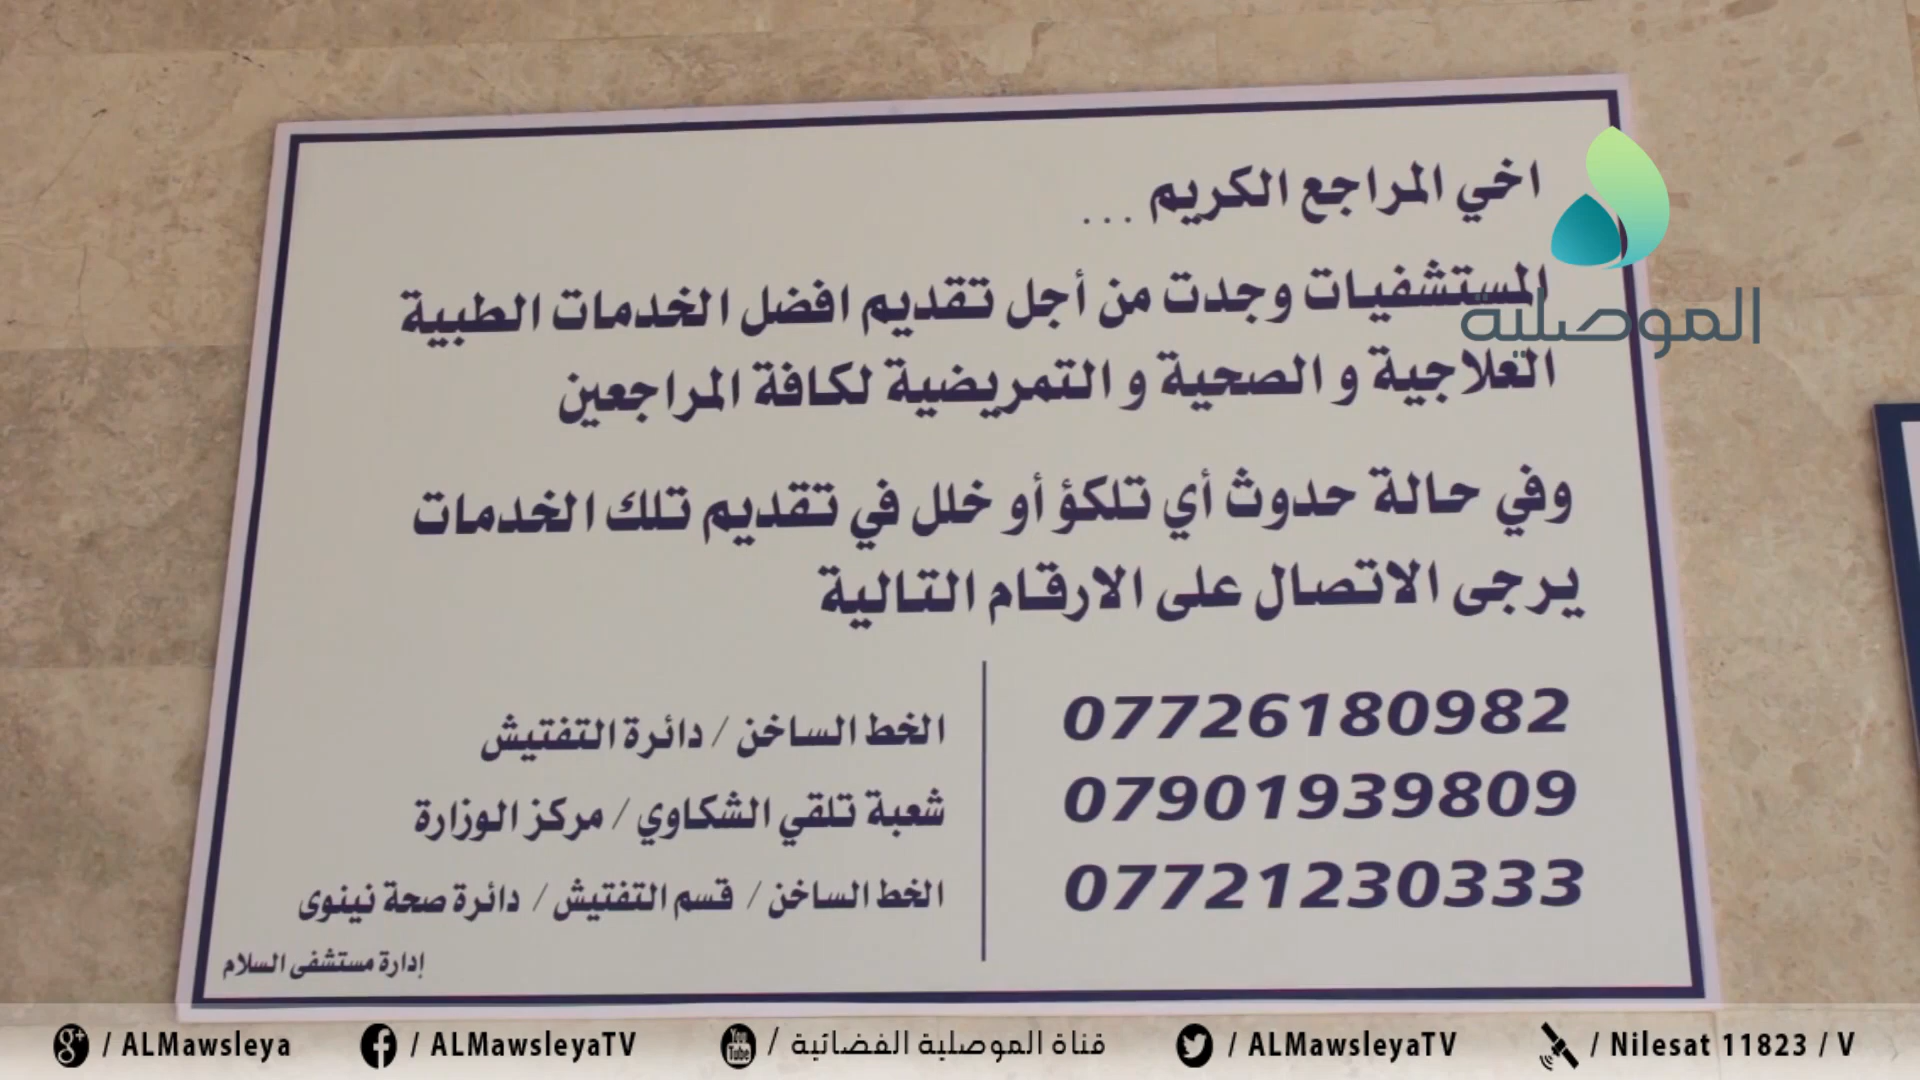 اخي المراجع الكريم ...
المستشفيات وجدت من أجل تقديم افضل الخدمات الطبية
العلاجية و الصحية و التمريضية لكافة المراجعين
وفي حالة حدوث أي تلكؤ أو خلل في تقديم تلك الخدمات
يرجى الاتصال على الارقام التالية
07726180982 الخط الساخن / دائرة التفتيش
07901939809 شعبة تلقي الشكاوي / مركز الوزارة
07721230333 الخط الساخن / قسم التفتيش / دائرة صحة نينوى
إدارة مستشفى السلام
الموصلية
/ ALMawsleya / ALMawsleyaTV You Tube / قناة الموصلية الفضائية / ALMawsleyaTV / Nilesat 11823 / V